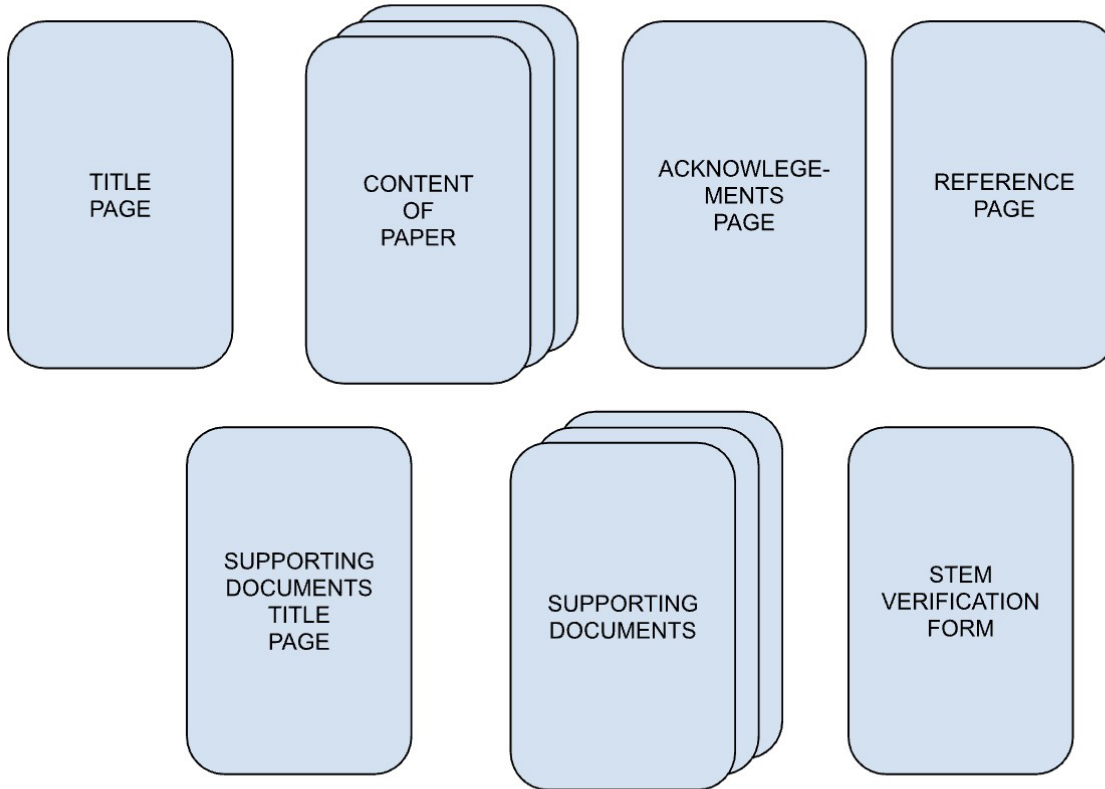 TITLE
PAGE
CONTENT
OF
PAPER
ACKNOWLEGE-
MENTS
PAGE
REFERENCE
PAGE
SUPPORTING
DOCUMENTS
TITLE
PAGE
SUPPORTING
DOCUMENTS
STEM
VERIFICATION
FORM